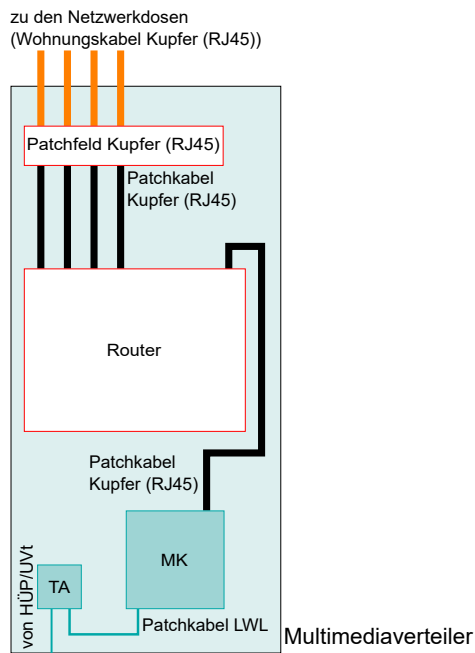 zu den Netzwerkdosen
(Wohnungskabel Kupfer (RJ45))
Patchfeld Kupfer (RJ45)
Patchkabel
Kupfer (RJ45)
Router
Patchkabel
Kupfer (RJ45)
MK
von HÜP/UVt
TA
Patchkabel LWL
Multimediaverteiler